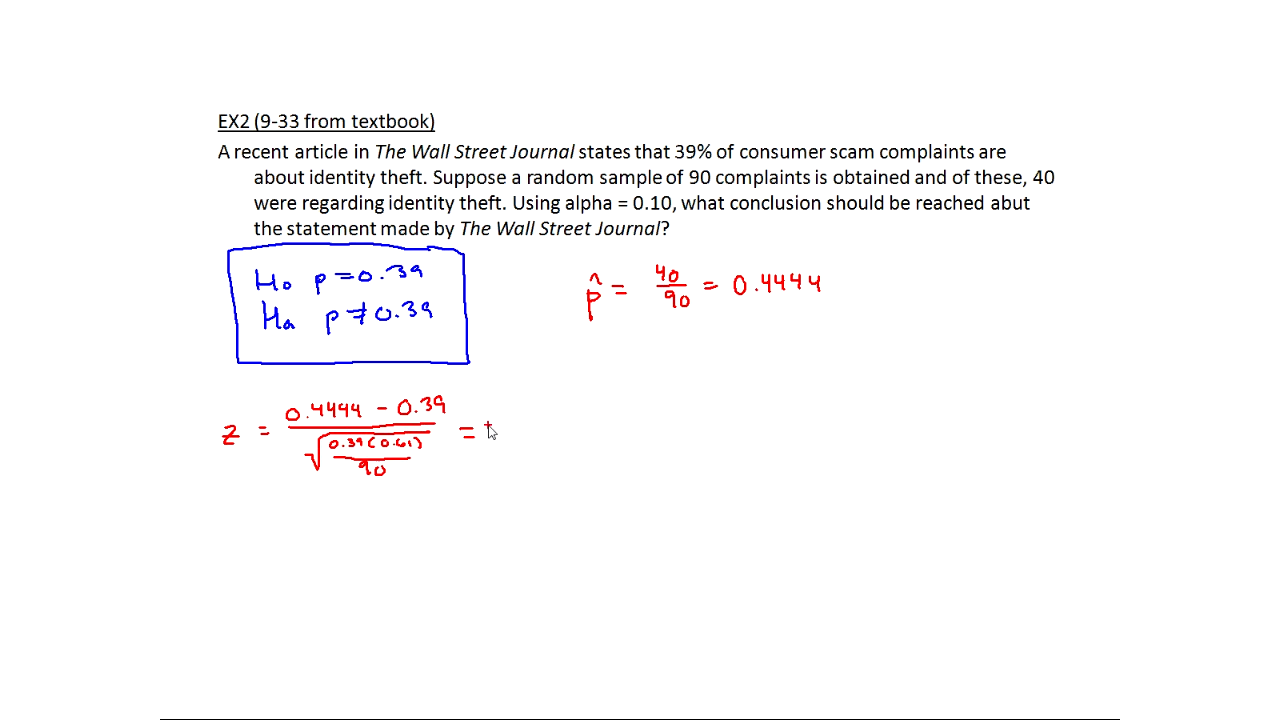 EX2 (9-33 from textbook)
A recent article in The Wall Street Journal states that 39% of consumer scam complaints are
about identity theft. Suppose a random sample of 90 complaints is obtained and of these, 40
were regarding identity theft. Using alpha = 0.10, what conclusion should be reached abut
the statement made by The Wall Street Journal?
Ho p = 0.39
Ha p ≠ 0.39
p̂ = 40/90 = 0.4444
z = (0.4444 - 0.39)/√(0.39(0.61)/90) =